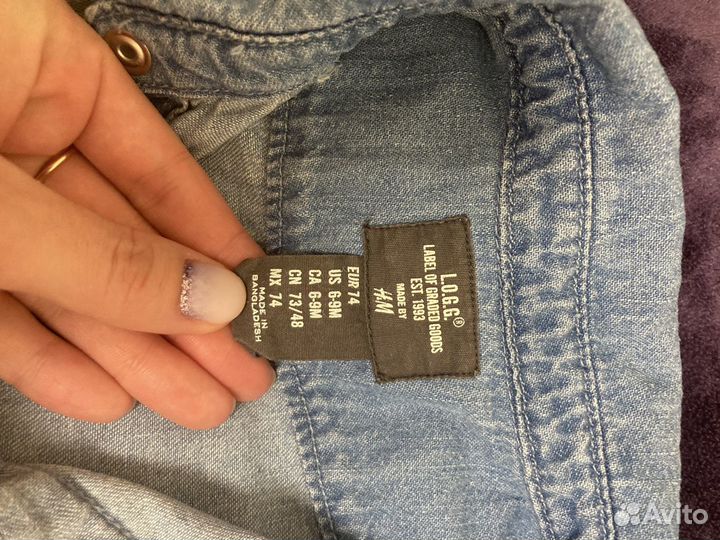 L.O.G.G.®
LABEL OF GRADED GOODS
EST. 1993
MADE BY
H&M
EUR 74
US 6-9M
CA 6-9M
CN 73/48
MX 74
MADE IN
BANGLADESH
Avito